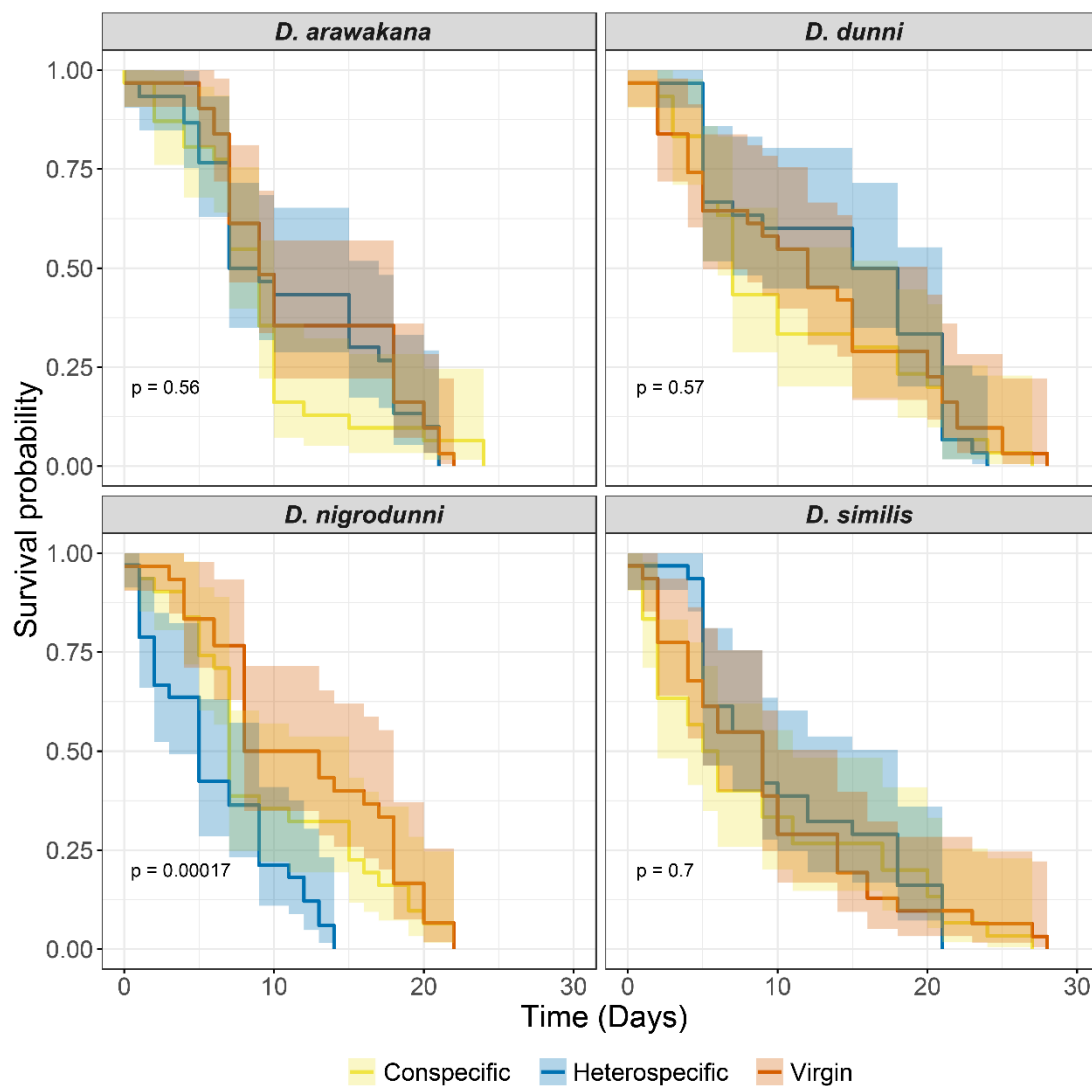 D. arawakana
D. dunni
1.00
0.75
0.50
0.25
0.00
p = 0.56
p = 0.57
D. nigrodunni
D. similis
1.00
0.75
0.50
0.25
0.00
p = 0.00017
p = 0.7
Survival probability
0 10 20 30
0 10 20 30
Time (Days)
Conspecific Heterospecific Virgin